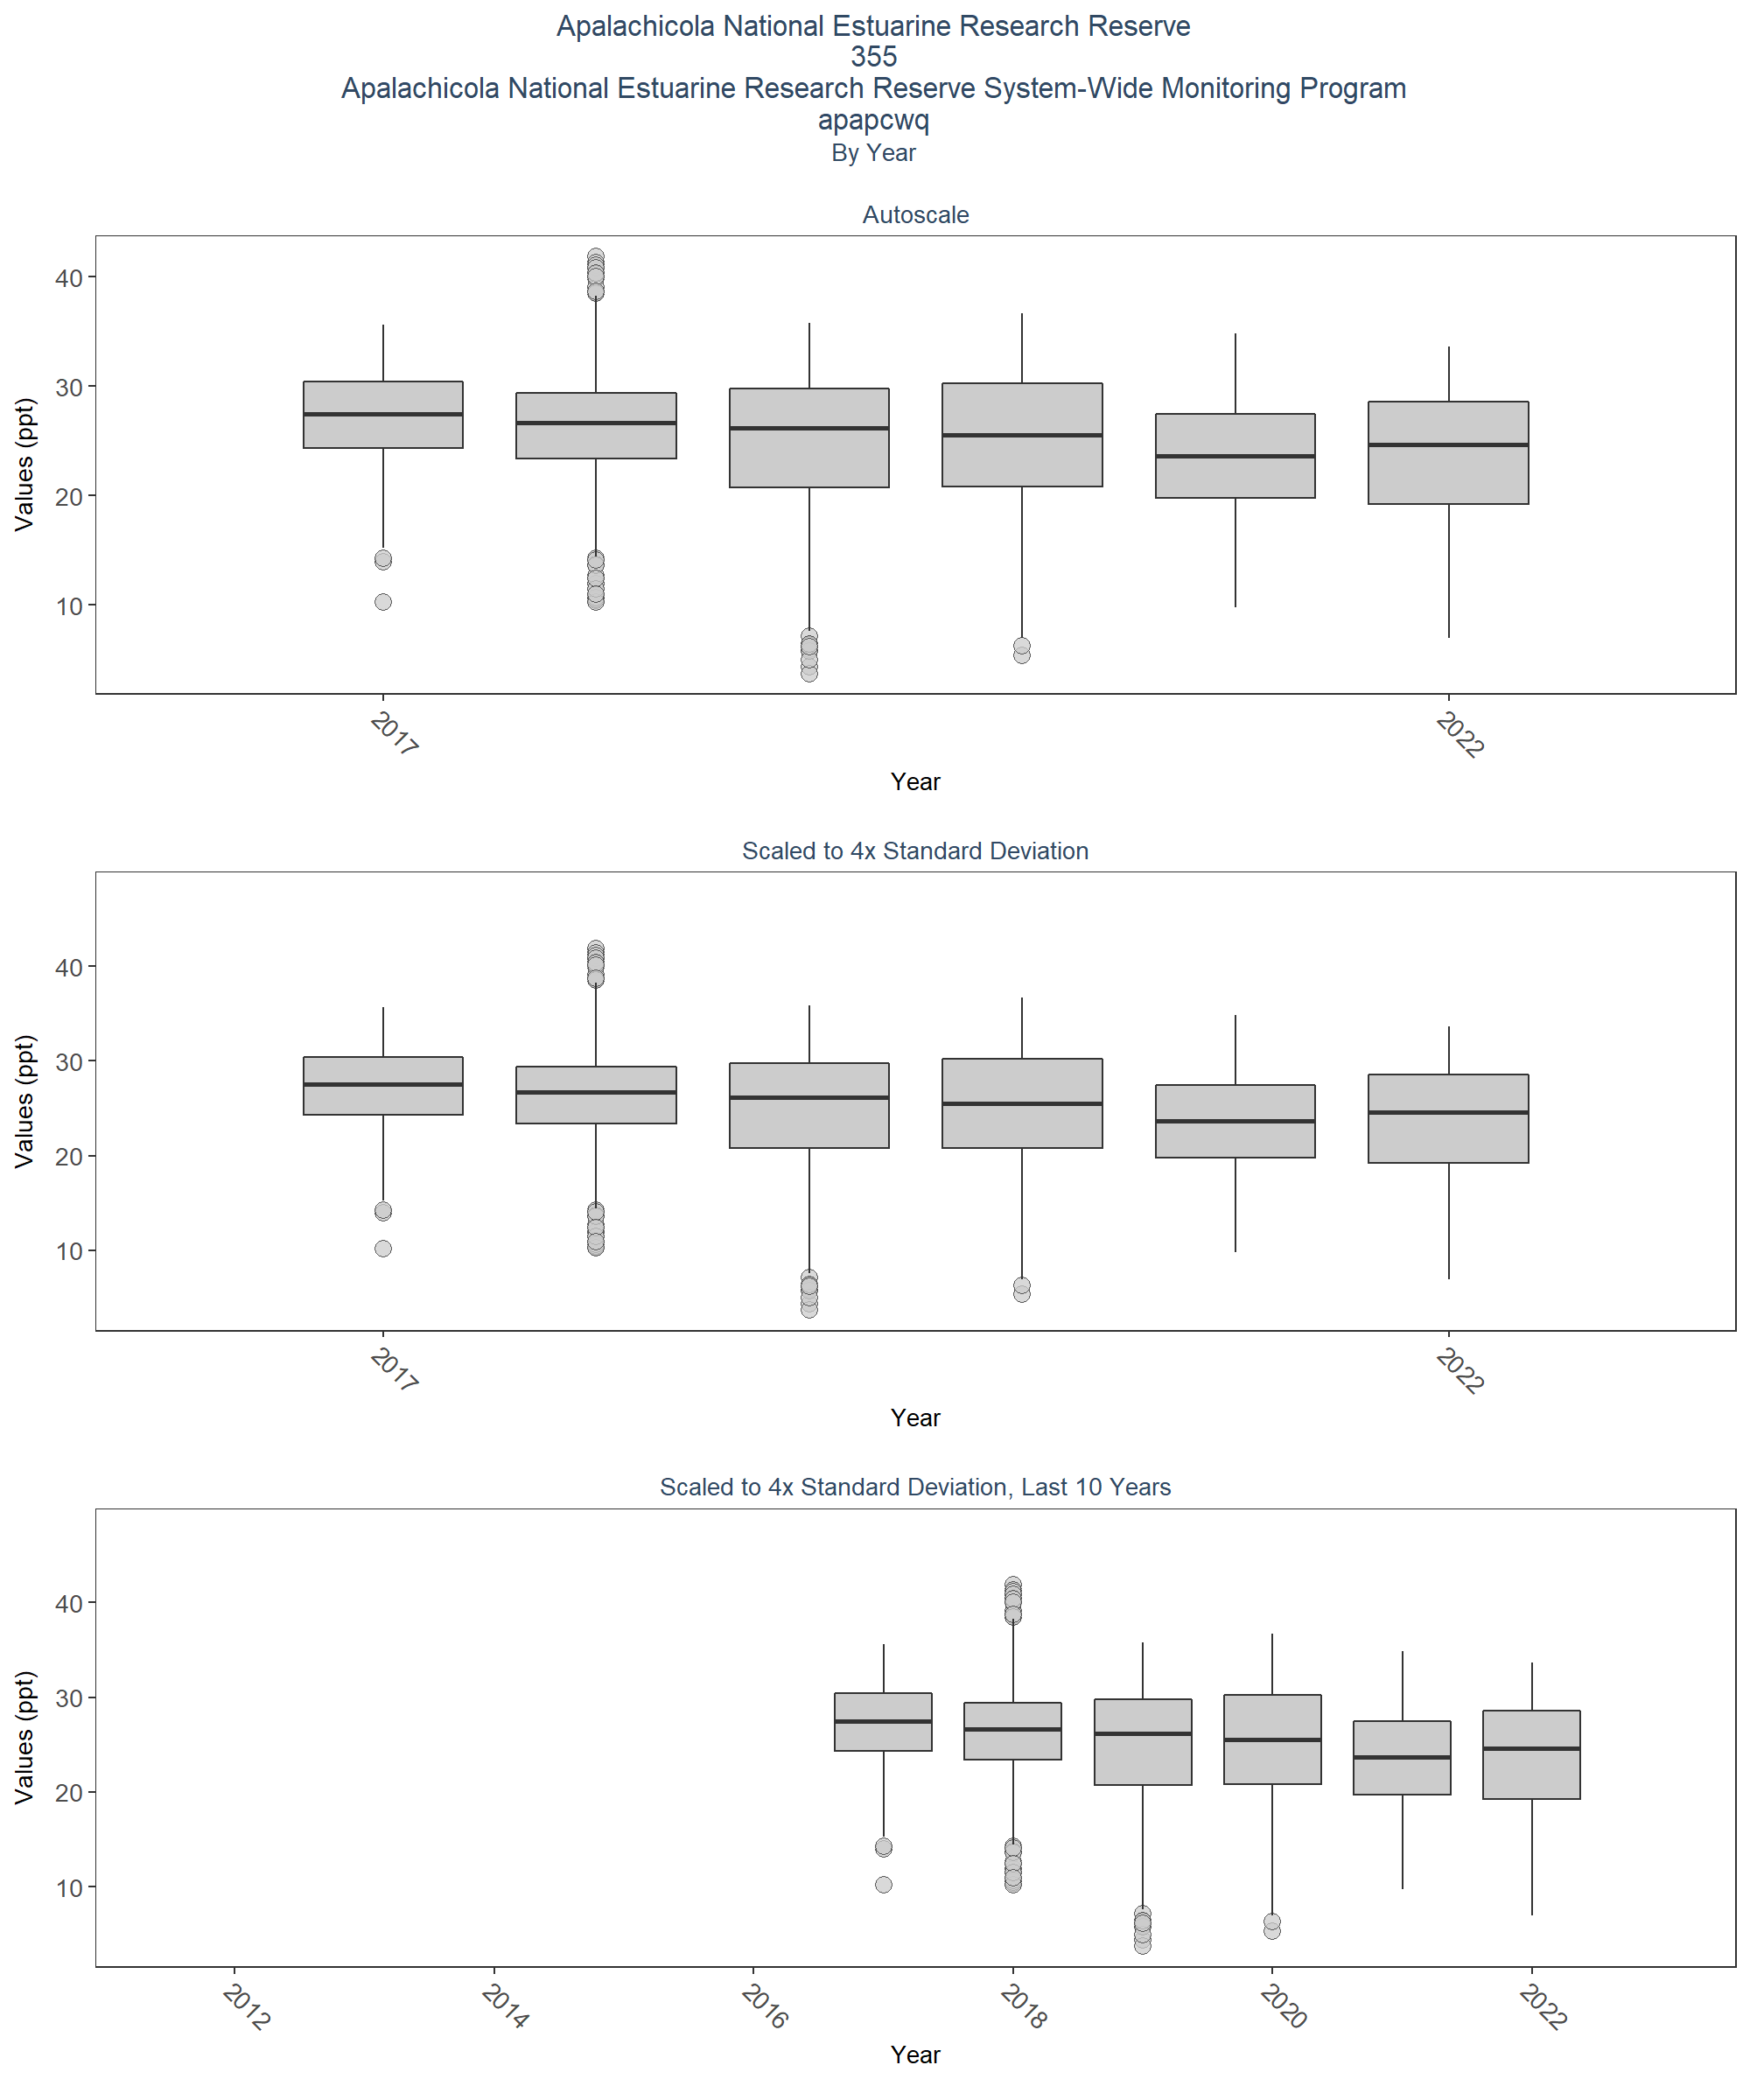 Apalachicola National Estuarine Research Reserve
355
Apalachicola National Estuarine Research Reserve System-Wide Monitoring Program
apapcwq
By Year
Autoscale
Values (ppt)
40
30
20
10
2017
2022
Year
Scaled to 4x Standard Deviation
Values (ppt)
40
30
20
10
2017
2022
Year
Scaled to 4x Standard Deviation, Last 10 Years
Values (ppt)
40
30
20
10
2012
2014
2016
2018
2020
2022
Year